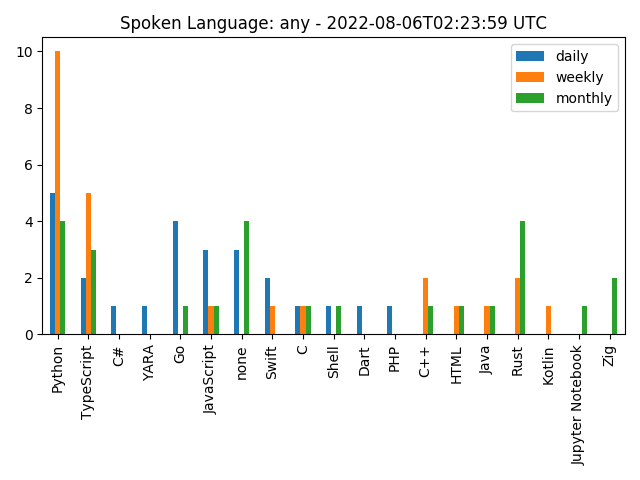 Spoken Language: any - 2022-08-06T02:23:59 UTC
daily
weekly
monthly
10
8
6
4
2
0
Python
TypeScript
C#
YARA
Go
JavaScript
none
Swift
C
Shell
Dart
PHP
C++
HTML
Java
Rust
Kotlin
Jupyter Notebook
Zig